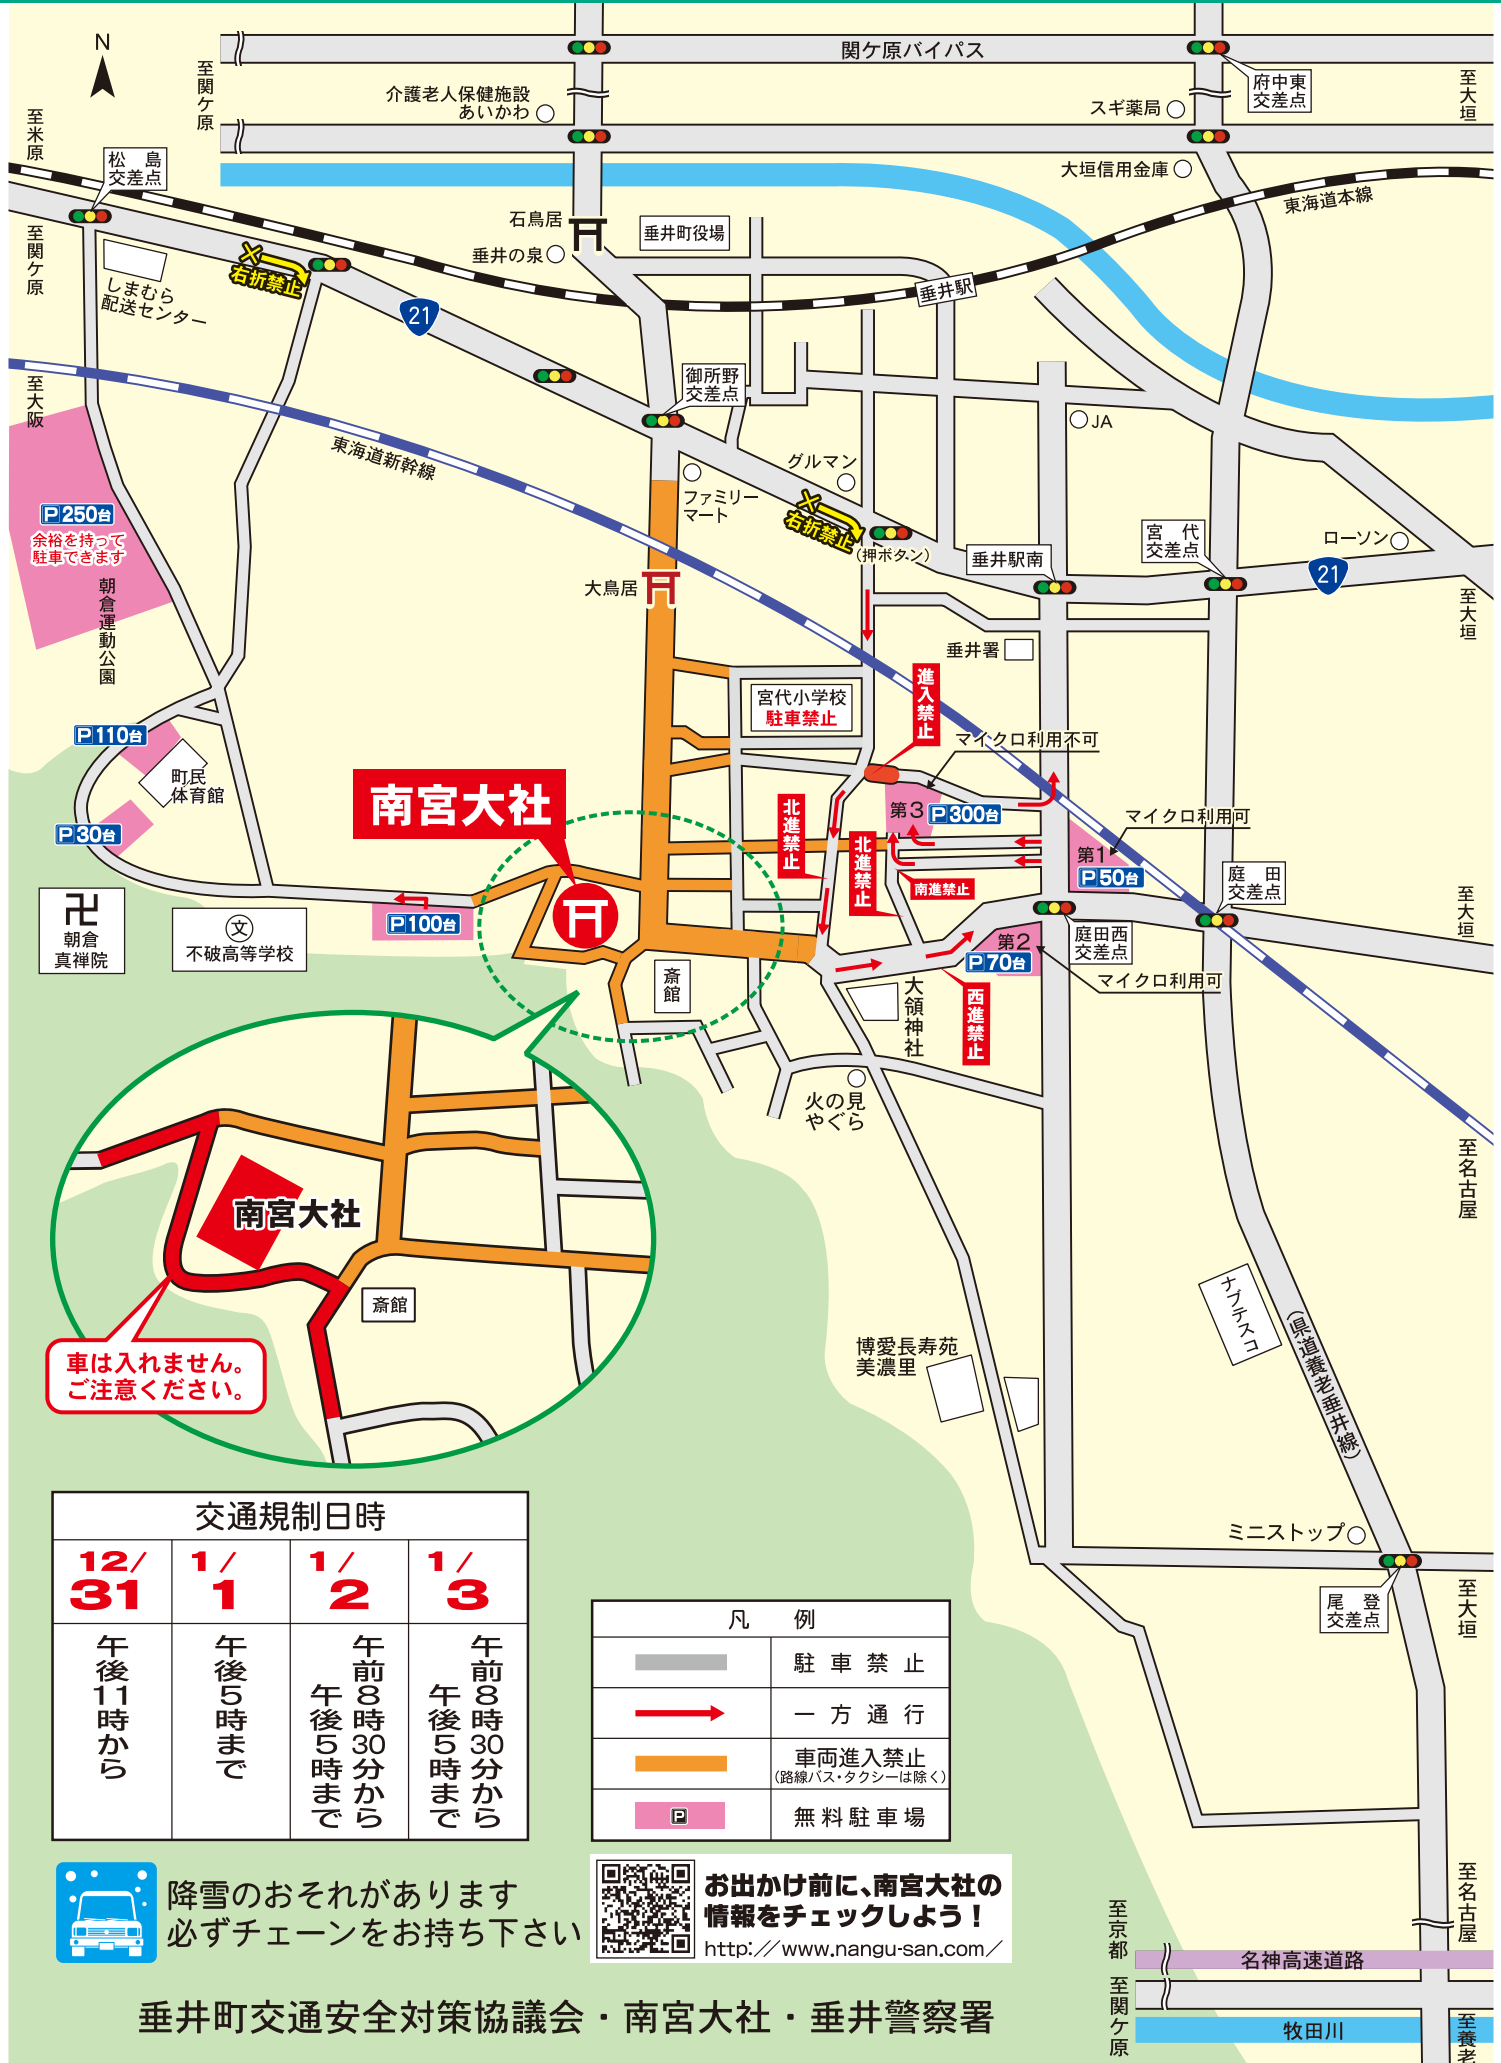 N
関ケ原バイパス
至関ケ原
至米原
介護老人保健施設
あいかわ
スギ薬局
府中東
交差点
至大垣
松 島
交差点
大垣信用金庫
東海道本線
石鳥居
垂井町役場
垂井の泉
至関ケ原
右折禁止
しまむら
配送センター
21
垂井駅
至大阪
御所野
交差点
JA
東海道新幹線
グルマン
ファミリー
マート
右折禁止
(押ボタン)
P250台
余裕を持って
駐車できます
垂井駅南
宮 代
交差点
ローソン
21
至大垣
朝倉運動公園
大鳥居
垂井署
宮代小学校
駐車禁止
進入禁止
マイクロ利用不可
P110台
町民
体育館
P30台
南宮大社
北進禁止
北進禁止
第3
P300台
マイクロ利用可
第1
P50台
南進禁止
庭 田
交差点
至大垣
卍
朝倉
真禅院
文
不破高等学校
P100台
斎館
第2
P70台
庭田西
交差点
マイクロ利用可
西進禁止
大領神社
火の見
やぐら
至名古屋
南宮大社
斎館
車は入れません。
ご注意ください。
ナブテスコ
(県道養老垂井線)
博愛長寿苑
美濃里
ミニストップ
尾 登
交差点
至大垣
交通規制日時
12/31
1/1
1/2
1/3
午後11時から
午後5時まで
午前8時30分から
午後5時まで
午前8時30分から
午後5時まで
凡 例
駐車禁止
一方通行
車両進入禁止
(路線バス・タクシーは除く)
P
無料駐車場
降雪のおそれがあります
必ずチェーンをお持ち下さい
お出かけ前に、南宮大社の
情報をチェックしよう！
http://www.nangu-san.com/
至名古屋
至京都
名神高速道路
至関ケ原
牧田川
至養老
垂井町交通安全対策協議会・南宮大社・垂井警察署